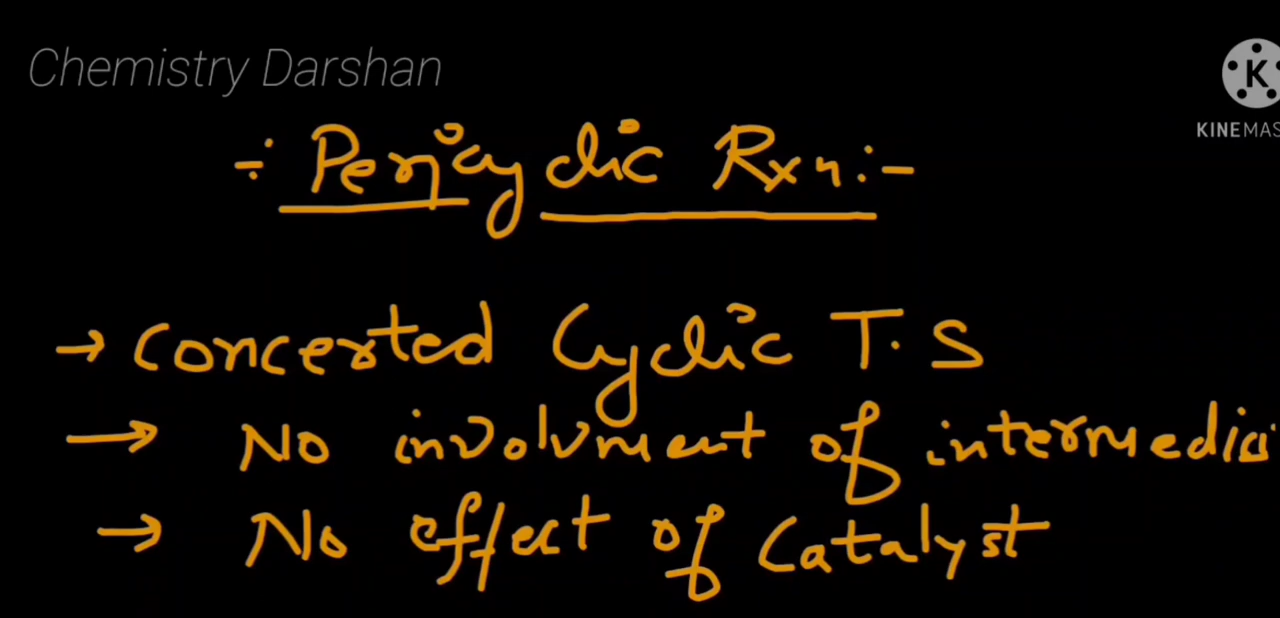 Chemistry Darshan
KINEMAS
÷ Pericyclic Rxn :-
→ Concerted Cyclic T.S
→ No involvment of intermedia
→ No effect of Catalyst